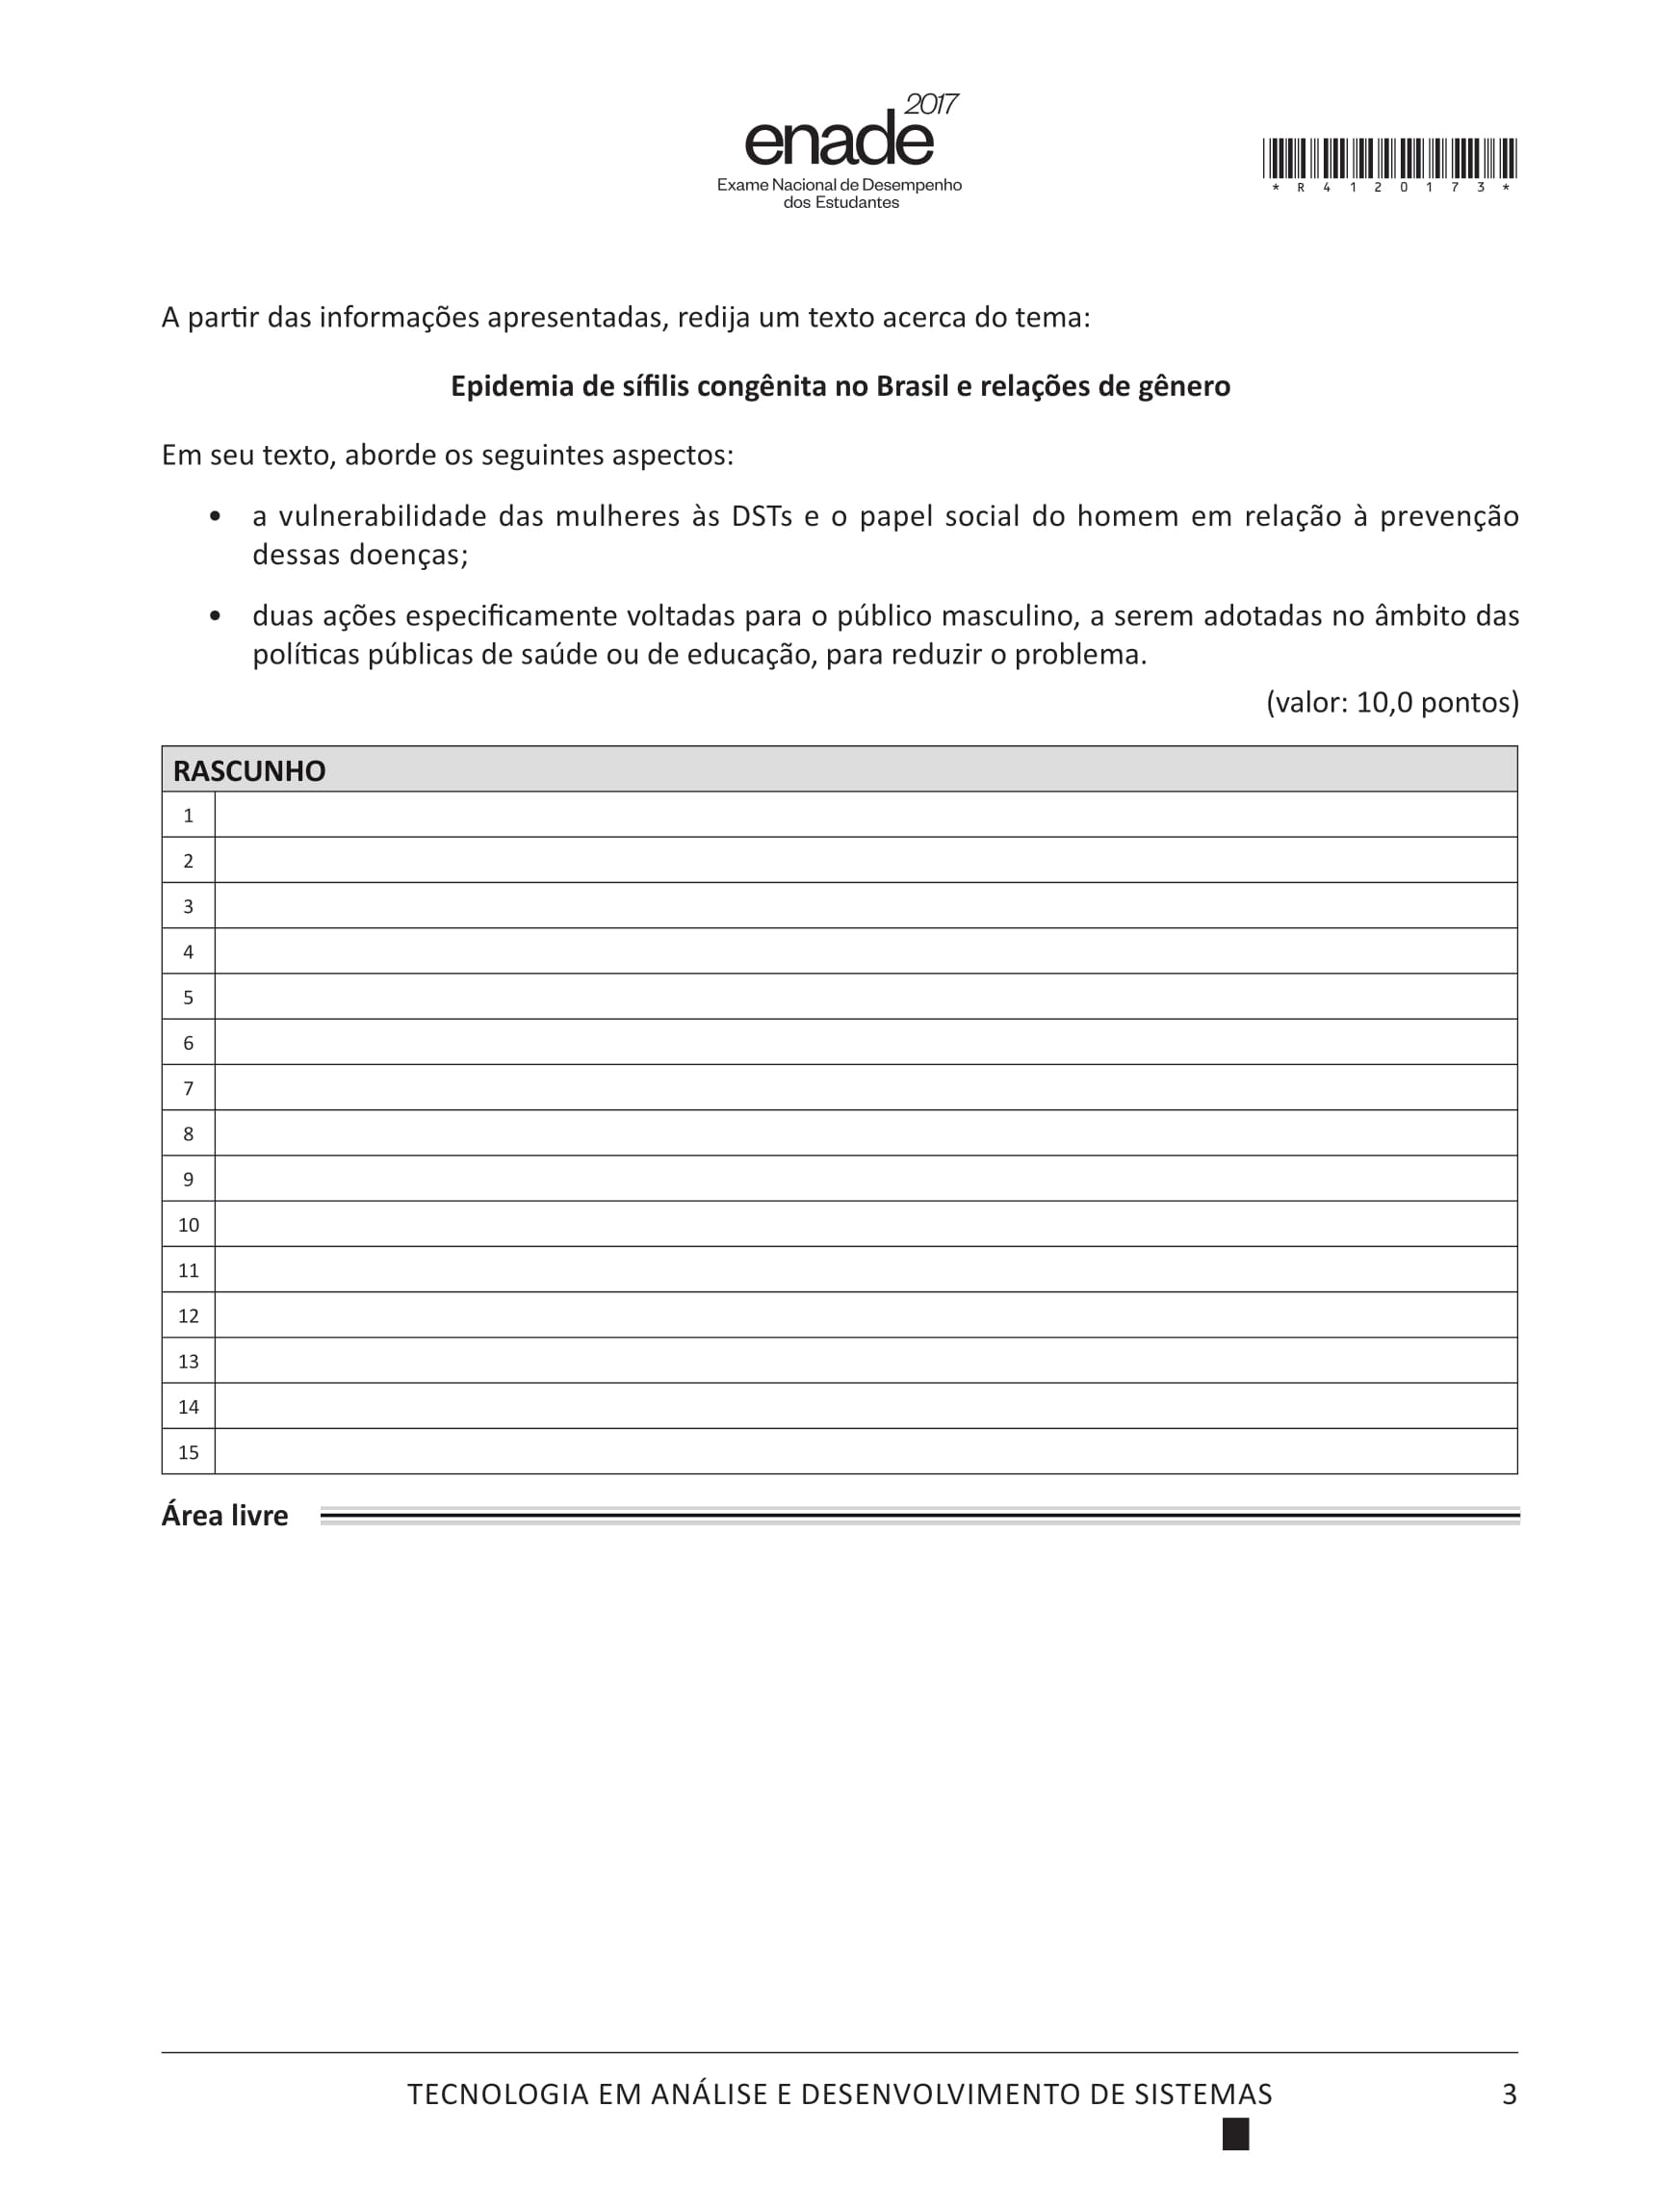 2017
enade
Exame Nacional de Desempenho
dos Estudantes
* R 4 1 2 0 1 7 3 *
A partir das informações apresentadas, redija um texto acerca do tema:
Epidemia de sífilis congênita no Brasil e relações de gênero
Em seu texto, aborde os seguintes aspectos:
• a vulnerabilidade das mulheres às DSTs e o papel social do homem em relação à prevenção
dessas doenças;
• duas ações especificamente voltadas para o público masculino, a serem adotadas no âmbito das
políticas públicas de saúde ou de educação, para reduzir o problema.
(valor: 10,0 pontos)
RASCUNHO
1
2
3
4
5
6
7
8
9
10
11
12
13
14
15
Área livre
TECNOLOGIA EM ANÁLISE E DESENVOLVIMENTO DE SISTEMAS 3